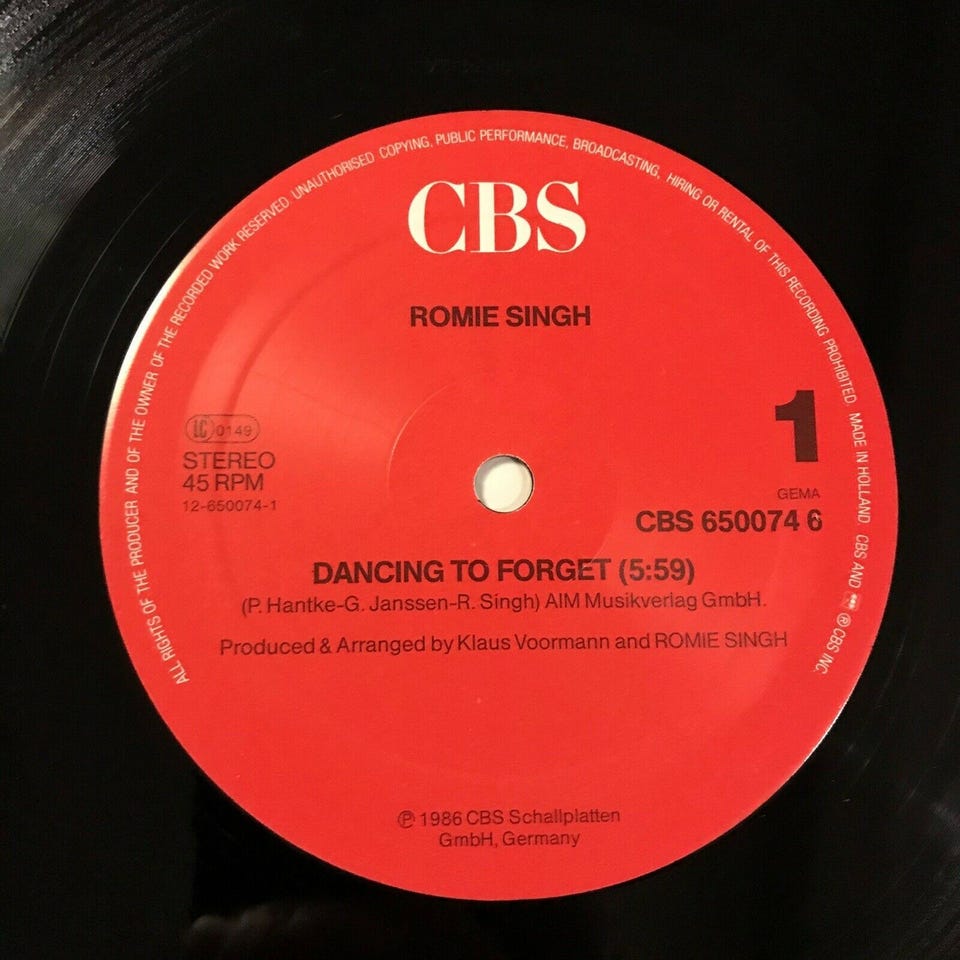 ALL RIGHTS OF THE PRODUCER AND OF THE OWNER OF THE RECORDED WORK RESERVED. UNAUTHORISED COPYING, PUBLIC PERFORMANCE, BROADCASTING, HIRING OR RENTAL OF THIS RECORDING PROHIBITED. MADE IN HOLLAND. CBS AND ℗ CBS INC.
CBS
ROMIE SINGH
1
LC 0149
STEREO
45 RPM
12-650074-1
GEMA
CBS 650074 6
DANCING TO FORGET (5:59)
(P. Hantke-G. Janssen-R. Singh) AIM Musikverlag GmbH.
Produced & Arranged by Klaus Voormann and ROMIE SINGH
℗ 1986 CBS Schallplatten
GmbH, Germany